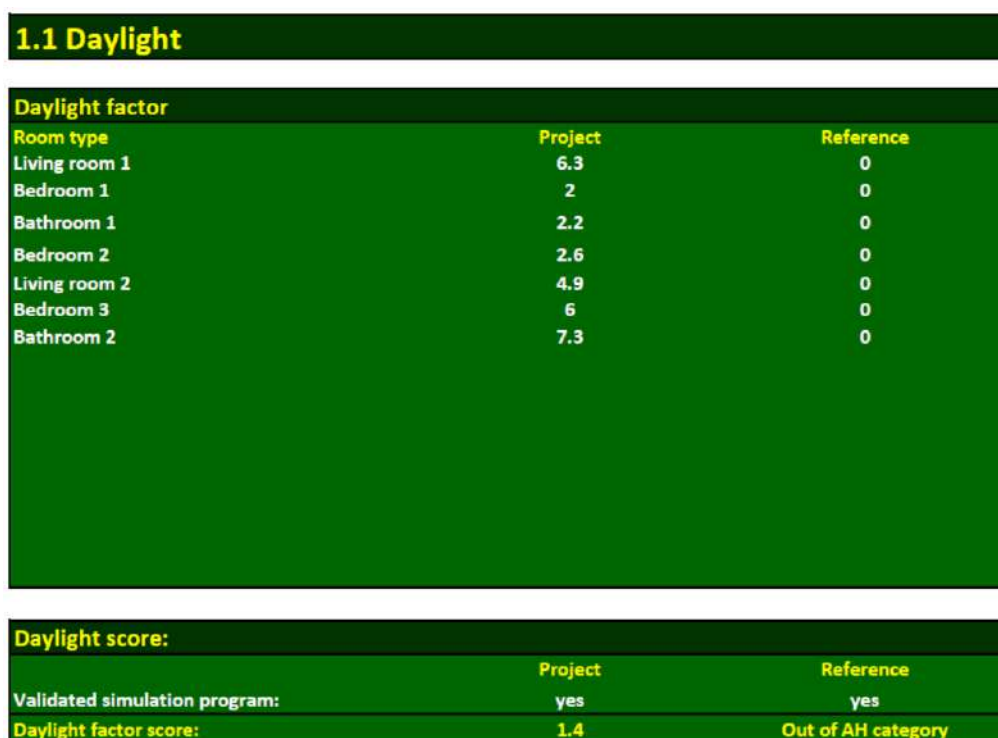 1.1 Daylight
Daylight factor
Room type Project Reference
Living room 1 6.3 0
Bedroom 1 2 0
Bathroom 1 2.2 0
Bedroom 2 2.6 0
Living room 2 4.9 0
Bedroom 3 6 0
Bathroom 2 7.3 0
Daylight score:
Project Reference
Validated simulation program: yes yes
Daylight factor score: 1.4 Out of AH category